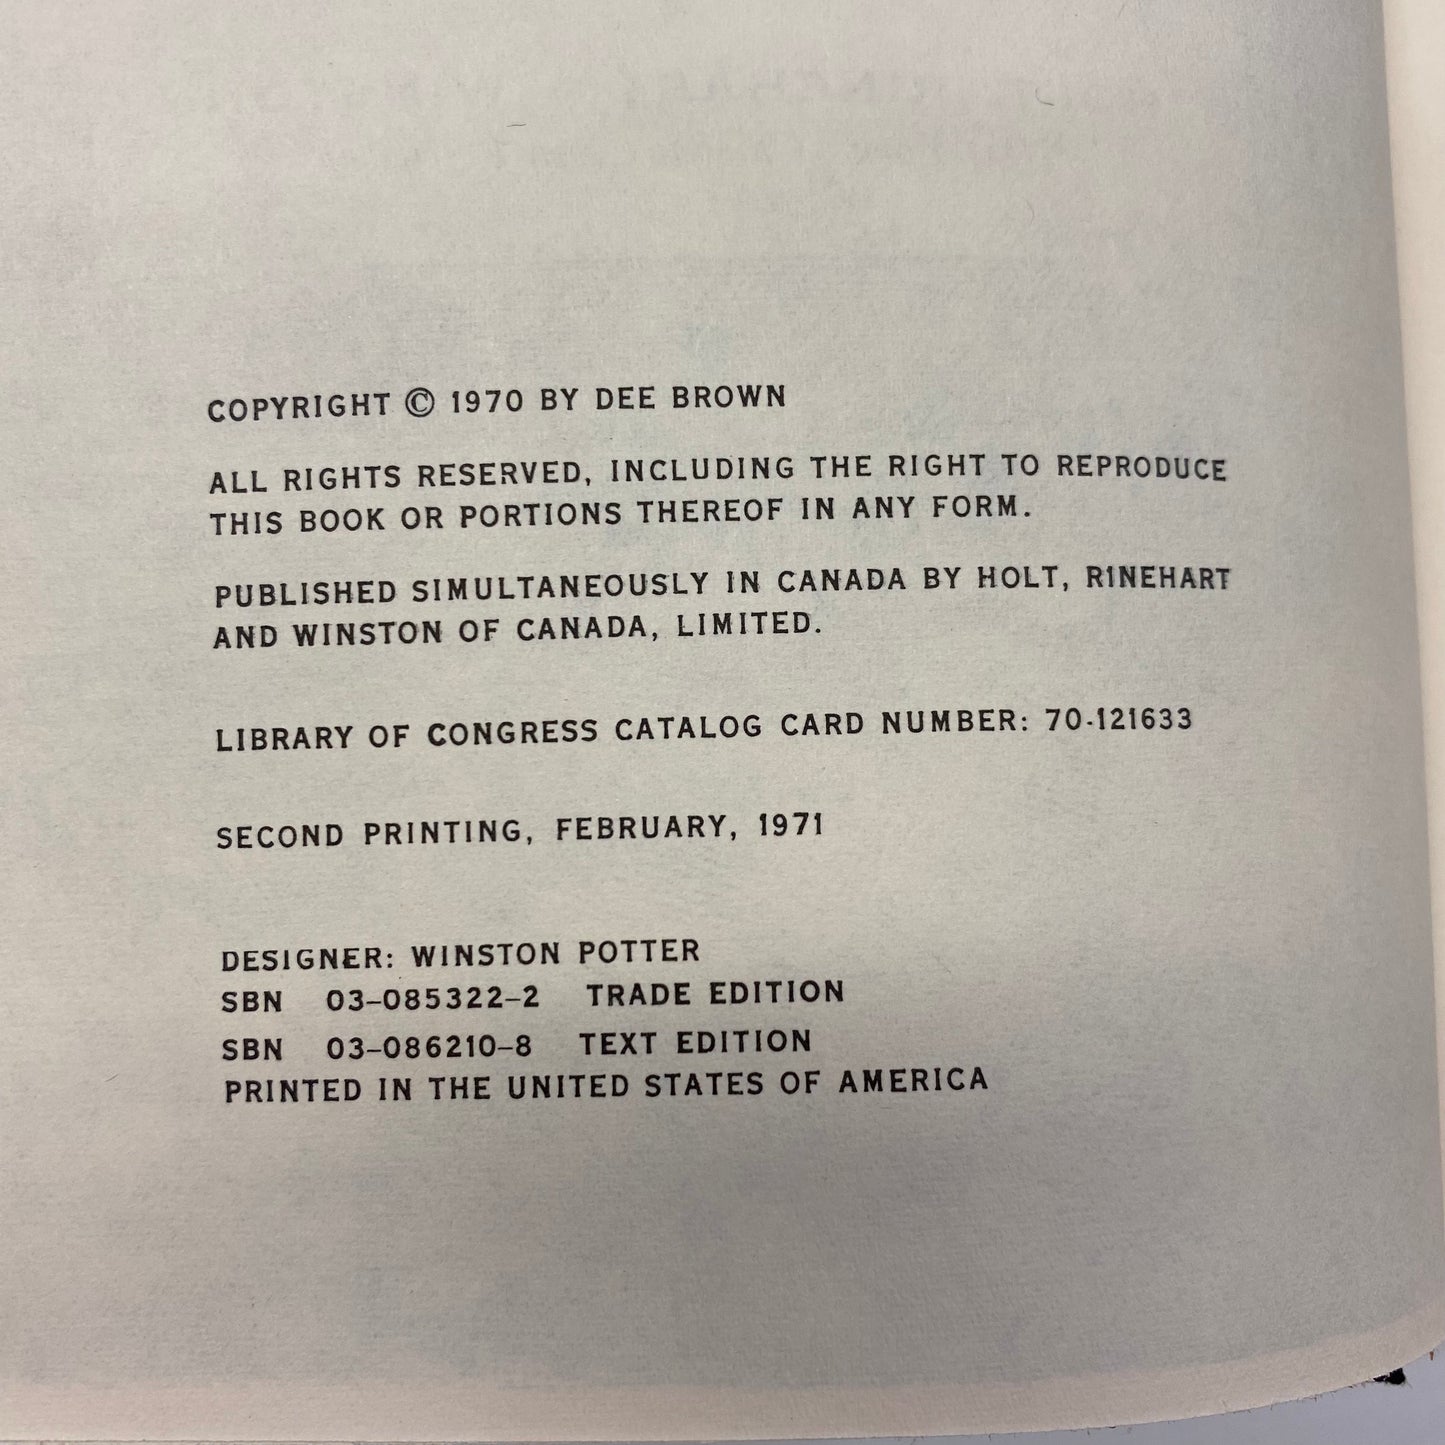 COPYRIGHT © 1970 BY DEE BROWN
ALL RIGHTS RESERVED, INCLUDING THE RIGHT TO REPRODUCE
THIS BOOK OR PORTIONS THEREOF IN ANY FORM.
PUBLISHED SIMULTANEOUSLY IN CANADA BY HOLT, RINEHART
AND WINSTON OF CANADA, LIMITED.
LIBRARY OF CONGRESS CATALOG CARD NUMBER: 70-121633
SECOND PRINTING, FEBRUARY, 1971
DESIGNER: WINSTON POTTER
SBN 03-085322-2 TRADE EDITION
SBN 03-086210-8 TEXT EDITION
PRINTED IN THE UNITED STATES OF AMERICA